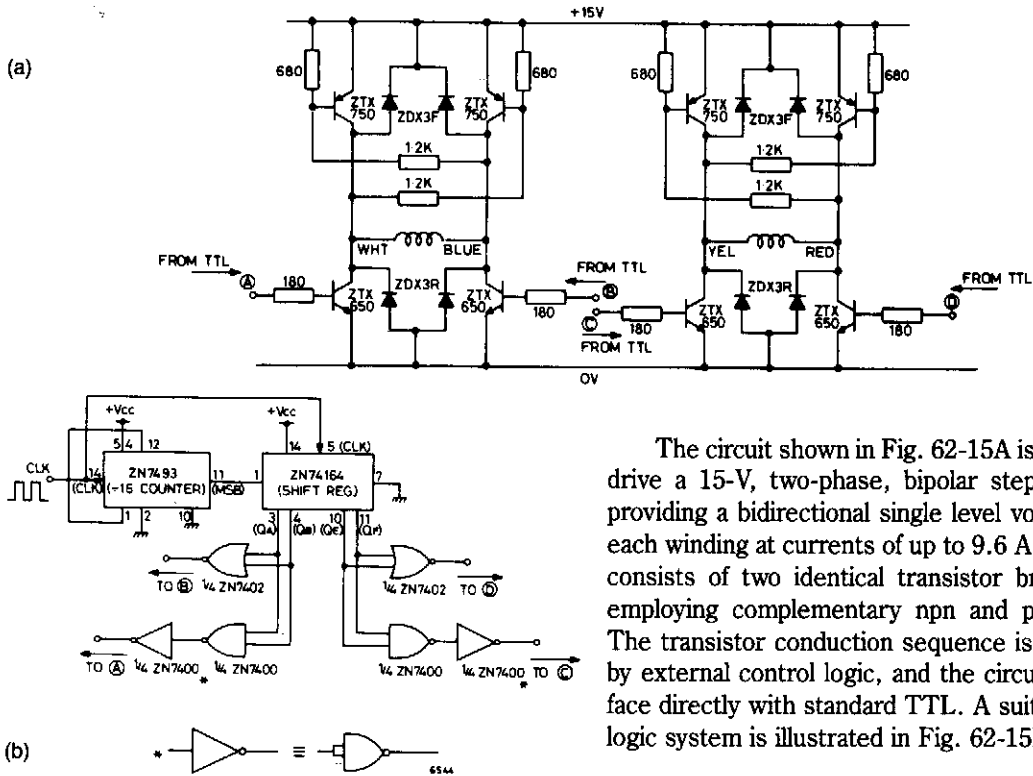 (a)
+15V
680
ZTX
750
ZDX3F
ZTX
750
680
1·2K
1·2K
WHT
BLUE
FROM TTL
Ⓐ
180
ZTX
650
ZDX3R
ZTX
650
180
FROM TTL
Ⓑ
680
ZTX
750
ZDX3F
ZTX
750
680
1·2K
1·2K
YEL
RED
Ⓒ
FROM TTL
180
ZTX
650
ZDX3R
ZTX
650
180
FROM TTL
Ⓓ
0V
+Vcc
+Vcc
5 4 12
14
5 (CLK)
CLK
14
(CLK)
ZN7493
(÷16 COUNTER)
11
(MSB)
1
ZN74164
(SHIFT REG)
7
1 2 10
3 4 10 11
(QA) (QB) (QE) (QF)
TO Ⓑ
¼ ZN7402
¼ ZN7402
TO Ⓓ
TO Ⓐ
¼ ZN7400 *
¼ ZN7400
¼ ZN7400
¼ ZN7400 *
TO Ⓒ
(b)
* ≡
6544
The circuit shown in Fig. 62-15A is
drive a 15-V, two-phase, bipolar step
providing a bidirectional single level vo
each winding at currents of up to 9.6 A
consists of two identical transistor br
employing complementary npn and p
The transistor conduction sequence is
by external control logic, and the circu
face directly with standard TTL. A suit
logic system is illustrated in Fig. 62-15